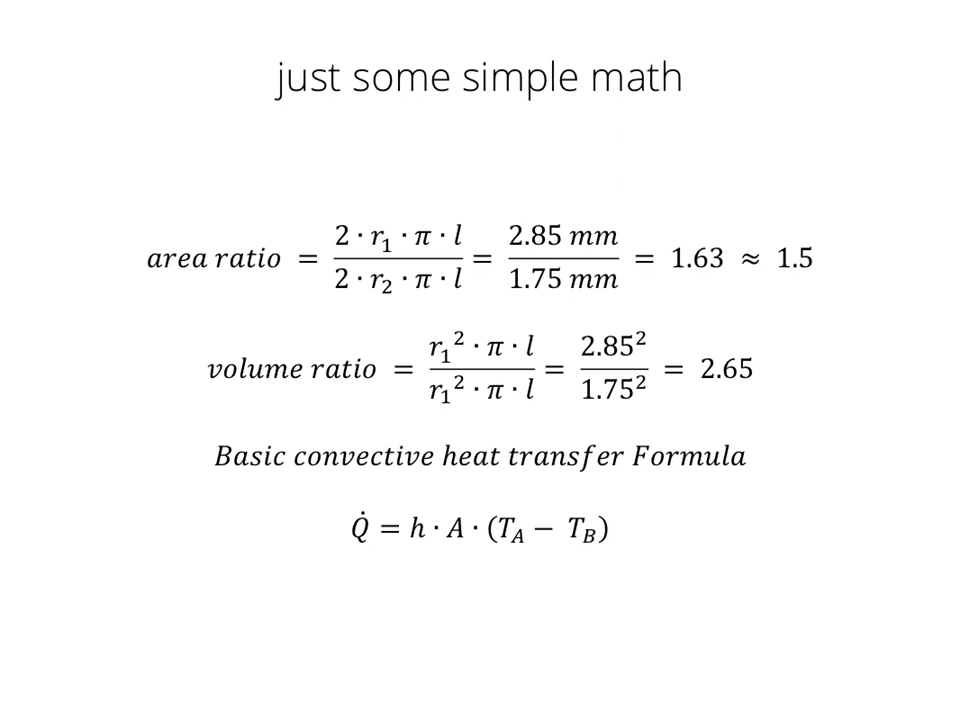 just some simple math
area ratio = (2 · r₁ · π · l) / (2 · r₂ · π · l) = (2.85 mm) / (1.75 mm) = 1.63 ≈ 1.5
volume ratio = (r₁² · π · l) / (r₁² · π · l) = 2.85² / 1.75² = 2.65
Basic convective heat transfer Formula
Q̇ = h · A · (T_A − T_B)